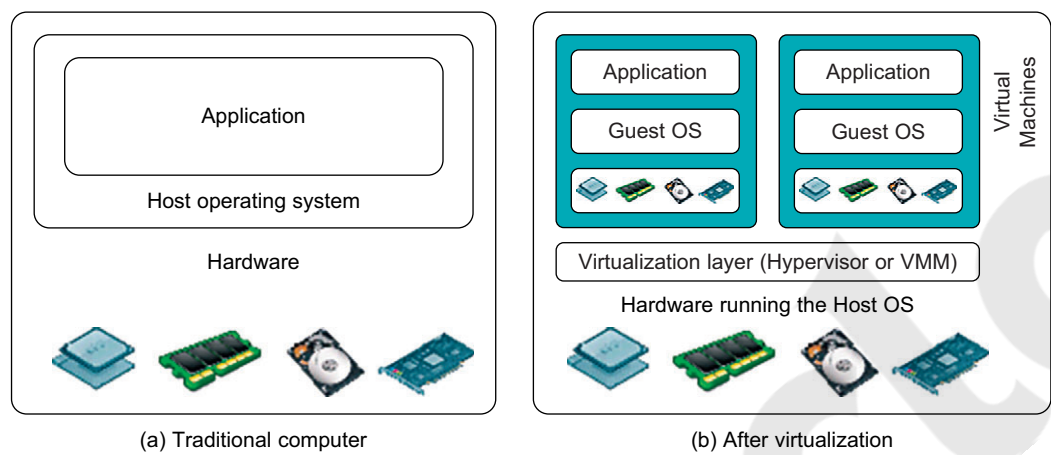 Application
Host operating system
Hardware
(a) Traditional computer
Application
Guest OS
Application
Guest OS
Virtual
Machines
Virtualization layer (Hypervisor or VMM)
Hardware running the Host OS
(b) After virtualization